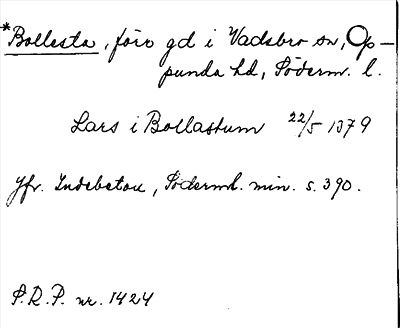 *Bollesta, förr gd i Vadsbro sn, Op-
punda hd, Söderm. l.
Lars i Bollastum 22/5 1379
Jfr. Indebetou, Söderml. min. s. 390.
S.R.P. nr. 1424